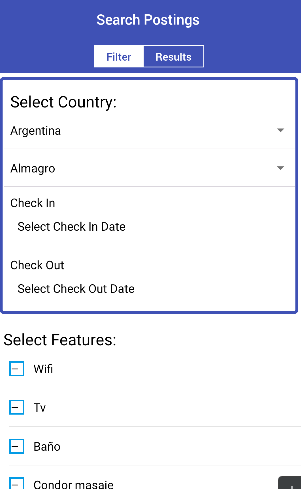 Search Postings
Filter
Results
Select Country:
Argentina
Almagro
Check In
Select Check In Date
Check Out
Select Check Out Date
Select Features:
Wifi
Tv
Baño
Condor masaje